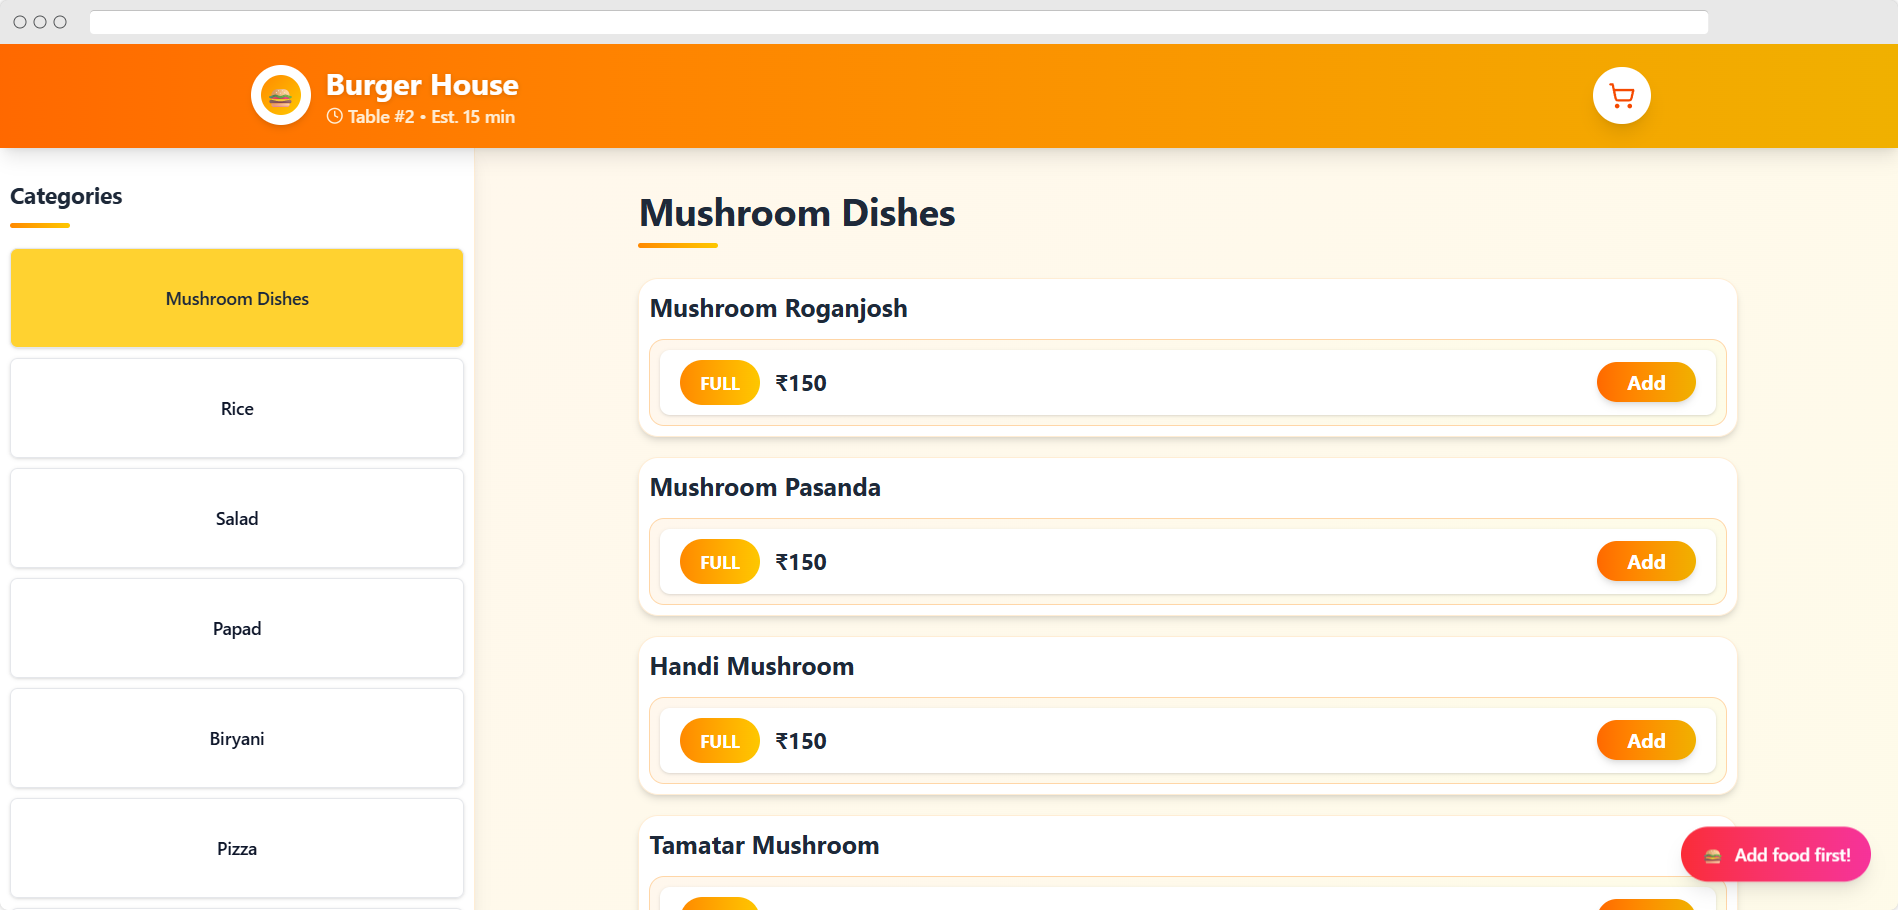 Burger House
Table #2 • Est. 15 min
Categories
Mushroom Dishes
Rice
Salad
Papad
Biryani
Pizza
Mushroom Dishes
Mushroom Roganjosh
FULL ₹150 Add
Mushroom Pasanda
FULL ₹150 Add
Handi Mushroom
FULL ₹150 Add
Tamatar Mushroom
Add food first!